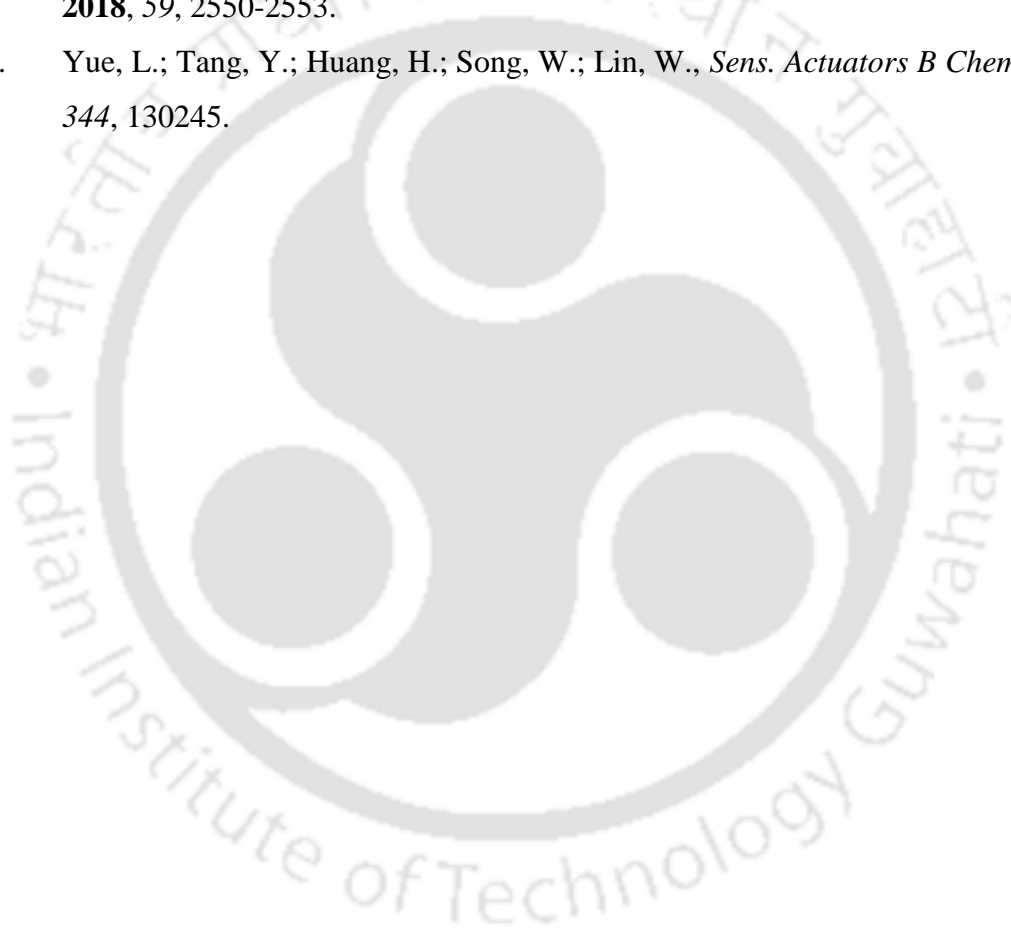 2018, 59, 2550-2553.
. Yue, L.; Tang, Y.; Huang, H.; Song, W.; Lin, W., Sens. Actuators B Chem
344, 130245.
• Indian Institute of Technology Guwahati •